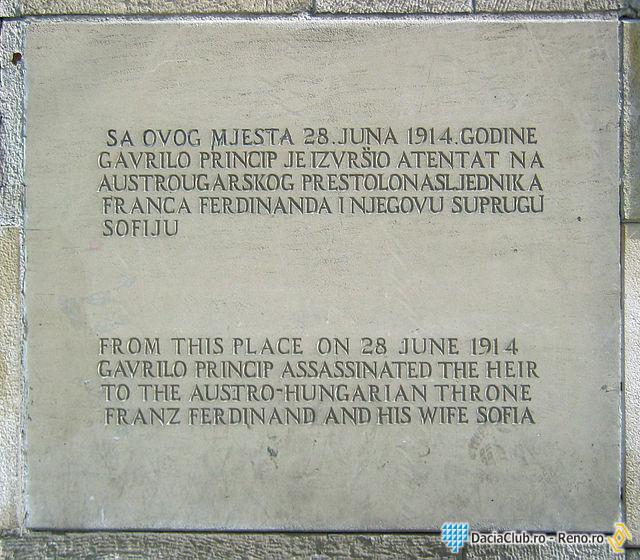 SA OVOG MJESTA 28. JUNA 1914. GODINE
GAVRILO PRINCIP JE IZVRŠIO ATENTAT NA
AUSTROUGARSKOG PRESTOLONASLJEDNIKA
FRANCA FERDINANDA I NJEGOVU SUPRUGU
SOFIJU
FROM THIS PLACE ON 28 JUNE 1914
GAVRILO PRINCIP ASSASSINATED THE HEIR
TO THE AUSTRO-HUNGARIAN THRONE
FRANZ FERDINAND AND HIS WIFE SOFIA
DaciaClub.ro - Reno.ro